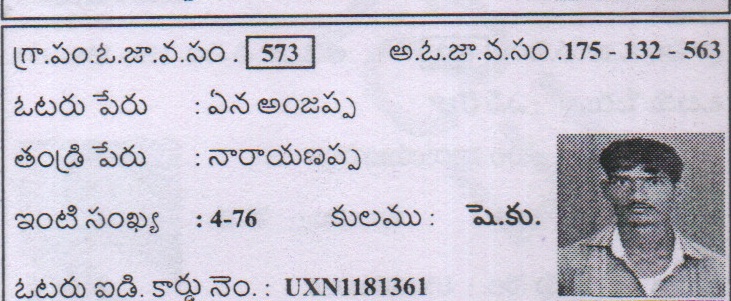 గ్రా.పం.ఓ.జా.వ.సం. 573 అ.ఓ.జా.వ.సం .175 - 132 - 563
ఓటరు పేరు : ఏన అంజప్ప
తండ్రి పేరు : నారాయణప్ప
ఇంటి సంఖ్య : 4-76 కులము : షె.కు.
ఓటరు ఐడి. కార్డు నెం. : UXN1181361